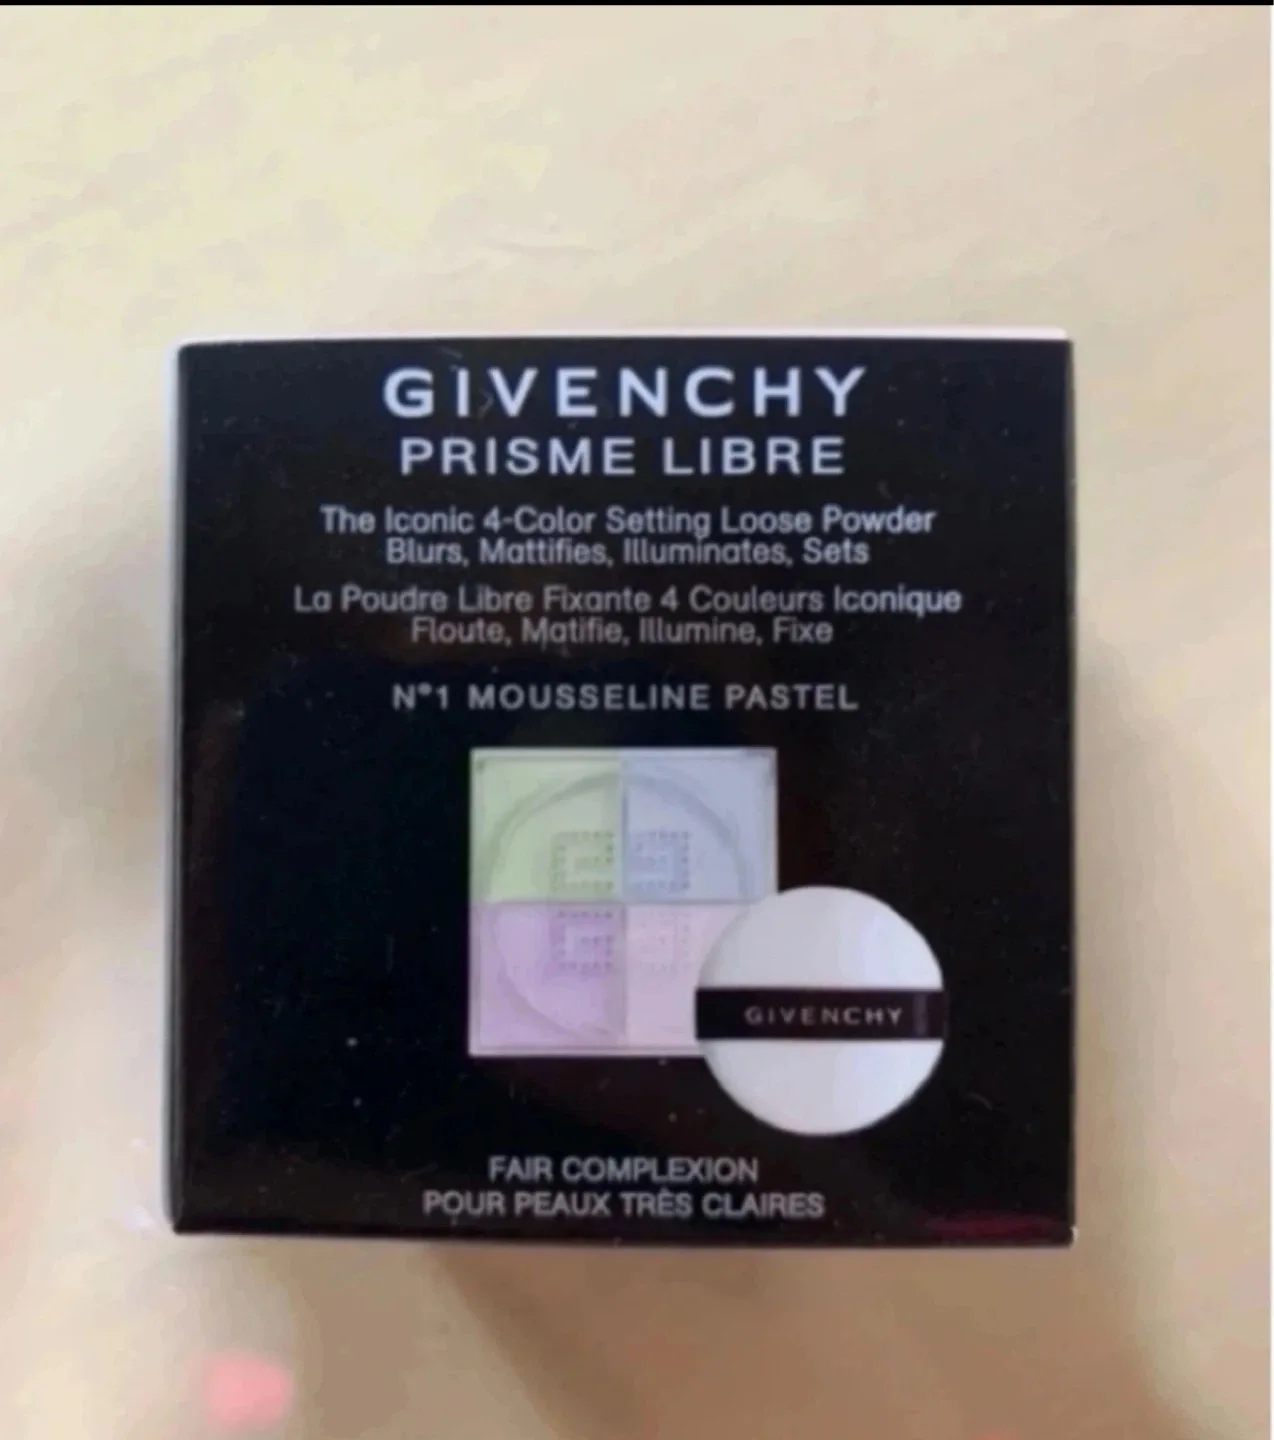 GIVENCHY
PRISME LIBRE
The Iconic 4-Color Setting Loose Powder
Blurs, Mattifies, Illuminates, Sets
La Poudre Libre Fixante 4 Couleurs Iconique
Floute, Matifie, Illumine, Fixe
N°1 MOUSSELINE PASTEL
GIVENCHY
FAIR COMPLEXION
POUR PEAUX TRÈS CLAIRES